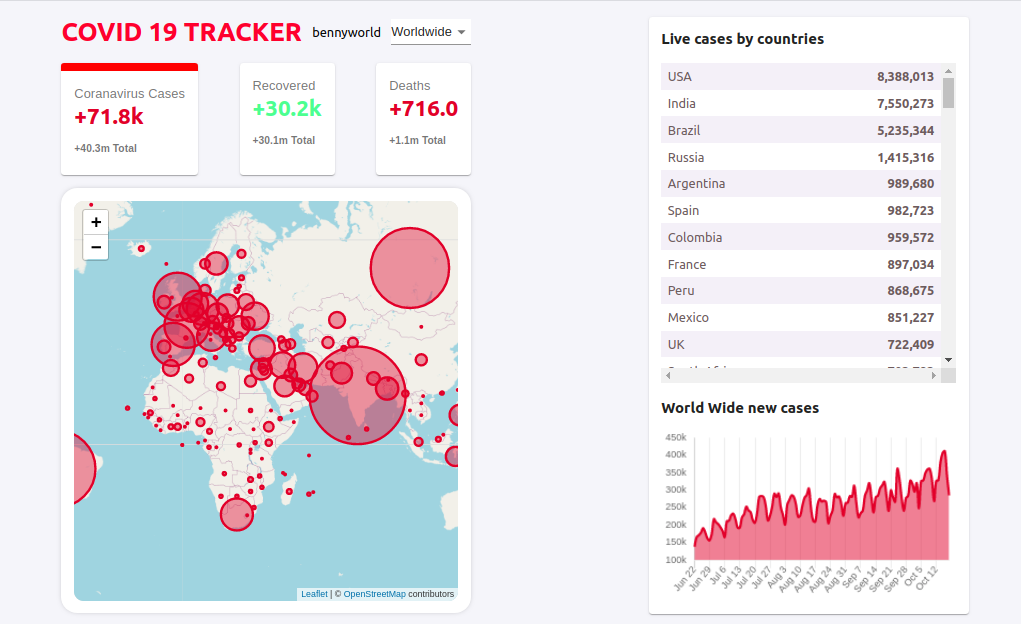 COVID 19 TRACKER bennyworld Worldwide
Coranavirus Cases
+71.8k
+40.3m Total
Recovered
+30.2k
+30.1m Total
Deaths
+716.0
+1.1m Total
+
−
Leaflet | © OpenStreetMap contributors
Live cases by countries
USA 8,388,013
India 7,550,273
Brazil 5,235,344
Russia 1,415,316
Argentina 989,680
Spain 982,723
Colombia 959,572
France 897,034
Peru 868,675
Mexico 851,227
UK 722,409
World Wide new cases
450k
400k
350k
300k
250k
200k
150k
100k
Jun 22 Jun 29 Jul 6 Jul 13 Jul 20 Jul 27 Aug 3 Aug 10 Aug 17 Aug 24 Aug 31 Sep 7 Sep 14 Sep 21 Sep 28 Oct 5 Oct 12